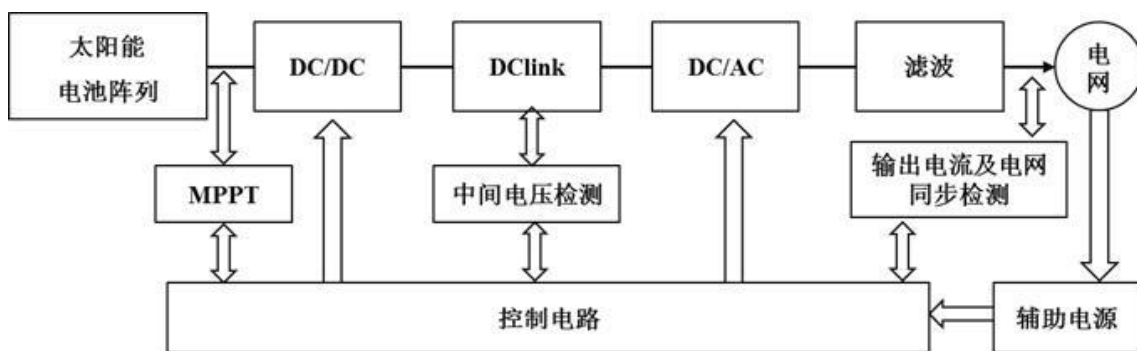 太阳能
电池阵列
DC/DC
DClink
DC/AC
滤波
电
网
MPPT
中间电压检测
输出电流及电网
同步检测
控制电路
辅助电源